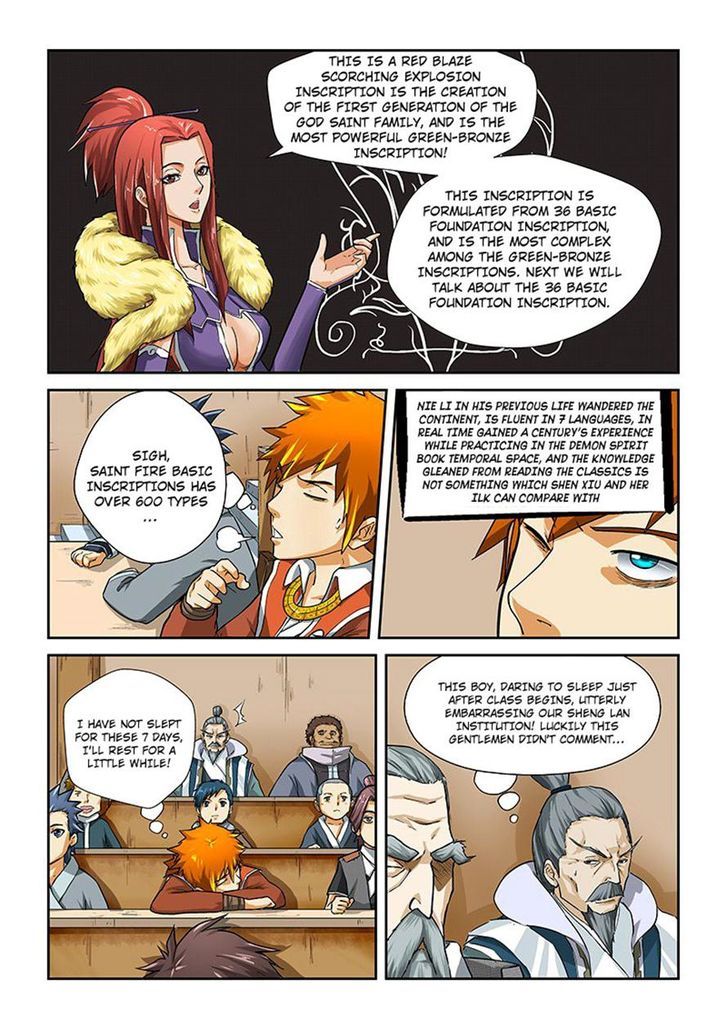 THIS IS A RED BLAZE
SCORCHING EXPLOSION
INSCRIPTION IS THE CREATION
OF THE FIRST GENERATION OF THE
GOD SAINT FAMILY, AND IS THE
MOST POWERFUL GREEN-BRONZE
INSCRIPTION!
THIS INSCRIPTION IS
FORMULATED FROM 36 BASIC
FOUNDATION INSCRIPTION,
AND IS THE MOST COMPLEX
AMONG THE GREEN-BRONZE
INSCRIPTIONS. NEXT WE WILL
TALK ABOUT THE 36 BASIC
FOUNDATION INSCRIPTION.
SIGH,
SAINT FIRE BASIC
INSCRIPTIONS HAS
OVER 600 TYPES
...
NIE LI IN HIS PREVIOUS LIFE WANDERED THE
CONTINENT, IS FLUENT IN 7 LANGUAGES, IN
REAL TIME GAINED A CENTURY'S EXPERIENCE
WHILE PRACTICING IN THE DEMON SPIRIT
BOOK TEMPORAL SPACE, AND THE KNOWLEDGE
GLEANED FROM READING THE CLASSICS IS
NOT SOMETHING WHICH SHEN XIU AND HER
ILK CAN COMPARE WITH
I HAVE NOT SLEPT
FOR THESE 7 DAYS,
I'LL REST FOR A
LITTLE WHILE!
THIS BOY, DARING TO SLEEP JUST
AFTER CLASS BEGINS, UTTERLY
EMBARRASSING OUR SHENG LAN
INSTITUTION! LUCKILY THIS
GENTLEMEN DIDN'T COMMENT...